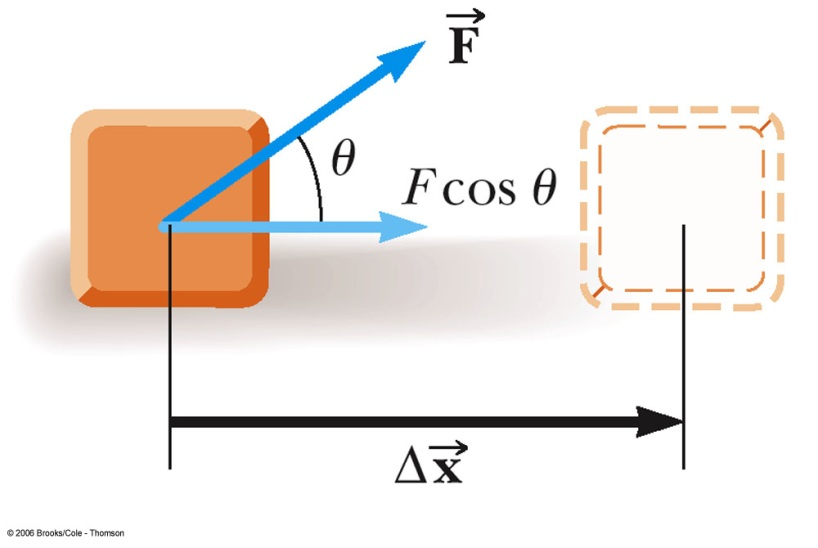 F⃗
θ
F cos θ
Δx⃗
© 2006 Brooks/Cole - Thomson